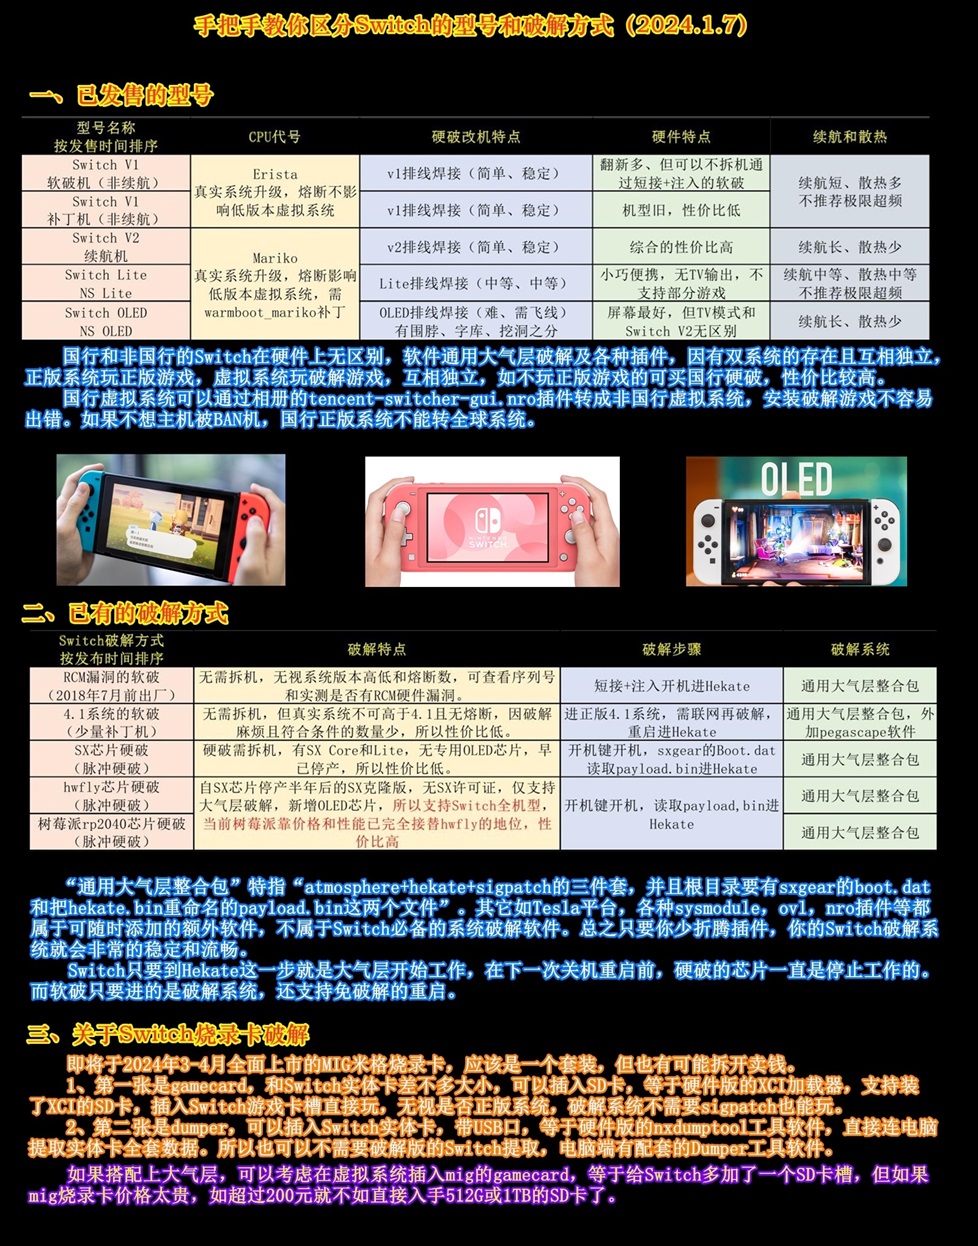 手把手教你区分Switch的型号和破解方式（2024.1.7）
一、已发售的型号
型号名称
按发售时间排序
CPU代号
硬破改机特点
硬件特点
续航和散热
Switch V1
软破机（非续航）
Erista
真实系统升级，熔断不影
响低版本虚拟系统
v1排线焊接（简单、稳定）
翻新多、但可以不拆机通
过短接+注入的软破
续航短、散热多
不推荐极限超频
Switch V1
补丁机（非续航）
v1排线焊接（简单、稳定）
机型旧，性价比低
Switch V2
续航机
Mariko
真实系统升级，熔断影响
低版本虚拟系统，需
warmboot_mariko补丁
v2排线焊接（简单、稳定）
综合的性价比高
续航长、散热少
Switch Lite
NS Lite
Lite排线焊接（中等、中等）
小巧便携，无TV输出，不
支持部分游戏
续航中等、散热中等
不推荐极限超频
Switch OLED
NS OLED
OLED排线焊接（难、需飞线）
有围脖、字库、挖洞之分
屏幕最好，但TV模式和
Switch V2无区别
续航长、散热少
国行和非国行的Switch在硬件上无区别，软件通用大气层破解及各种插件，因有双系统的存在且互相独立，
正版系统玩正版游戏，虚拟系统玩破解游戏，互相独立，如不玩正版游戏的可买国行硬破，性价比较高。
国行虚拟系统可以通过相册的tencent-switcher-gui.nro插件转成非国行虚拟系统，安装破解游戏不容易
出错。如果不想主机被BAN机，国行正版系统不能转全球系统。
NINTENDO
SWITCH
OLED
二、已有的破解方式
Switch破解方式
按发布时间排序
破解特点
破解步骤
破解系统
RCM漏洞的软破
（2018年7月前出厂）
无需拆机，无视系统版本高低和熔断数，可查看序列号
和实测是否有RCM硬件漏洞。
短接+注入开机进Hekate
通用大气层整合包
4.1系统的软破
（少量补丁机）
无需拆机，但真实系统不可高于4.1且无熔断，因破解
麻烦且符合条件的数量少，所以性价比低。
进正版4.1系统，需联网再破解，
重启进Hekate
通用大气层整合包，外
加pegascape软件
SX芯片硬破
（脉冲硬破）
硬破需拆机，有SX Core和Lite，无专用OLED芯片，早
已停产，所以性价比低。
开机键开机，sxgear的Boot.dat
读取payload.bin进Hekate
通用大气层整合包
hwfly芯片硬破
（脉冲硬破）
自SX芯片停产半年后的SX克隆版，无SX许可证，仅支持
大气层破解，新增OLED芯片，所以支持Switch全机型，
当前树莓派靠价格和性能已完全接替hwfly的地位，性
价比高
开机键开机，读取payload,bin进
Hekate
通用大气层整合包
树莓派rp2040芯片硬破
（脉冲硬破）
通用大气层整合包
“通用大气层整合包”特指“atmosphere+hekate+sigpatch的三件套，并且根目录要有sxgear的boot.dat
和把hekate.bin重命名的payload.bin这两个文件”。其它如Tesla平台，各种sysmodule，ovl，nro插件等都
属于可随时添加的额外软件，不属于Switch必备的系统破解软件。总之只要你少折腾插件，你的Switch破解系
统就会非常的稳定和流畅。
Switch只要到Hekate这一步就是大气层开始工作，在下一次关机重启前，硬破的芯片一直是停止工作的。
而软破只要进的是破解系统，还支持免破解的重启。
三、关于Switch烧录卡破解
即将于2024年3-4月全面上市的MIG米格烧录卡，应该是一个套装，但也有可能拆开卖钱。
1、第一张是gamecard，和Switch实体卡差不多大小，可以插入SD卡，等于硬件版的XCI加载器，支持装
了XCI的SD卡，插入Switch游戏卡槽直接玩，无视是否正版系统，破解系统不需要sigpatch也能玩。
2、第二张是dumper，可以插入Switch实体卡，带USB口，等于硬件版的nxdumptool工具软件，直接连电脑
提取实体卡全套数据。所以也可以不需要破解版的Switch提取，电脑端有配套的Dumper工具软件。
如果搭配上大气层，可以考虑在虚拟系统插入mig的gamecard，等于给Switch多加了一个SD卡槽，但如果
mig烧录卡价格太贵，如超过200元就不如直接入手512G或1TB的SD卡了。